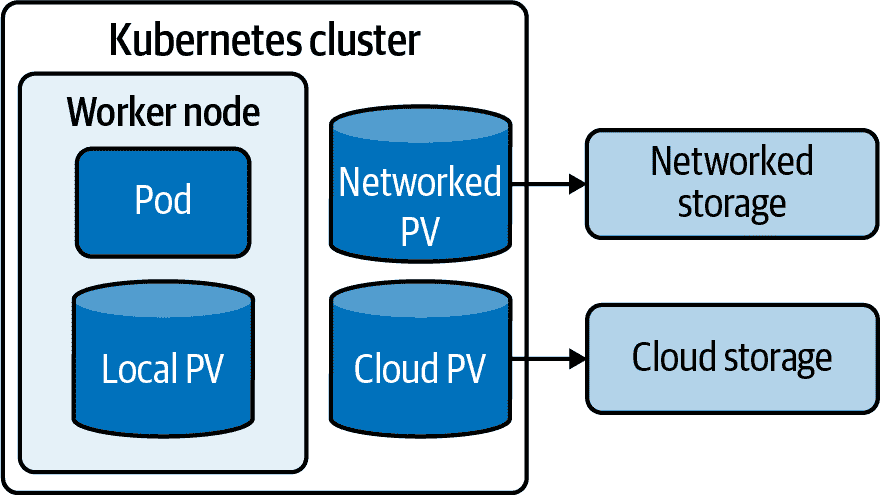 Kubernetes cluster
Worker node
Pod
Local PV
Networked
PV
Cloud PV
Networked
storage
Cloud storage